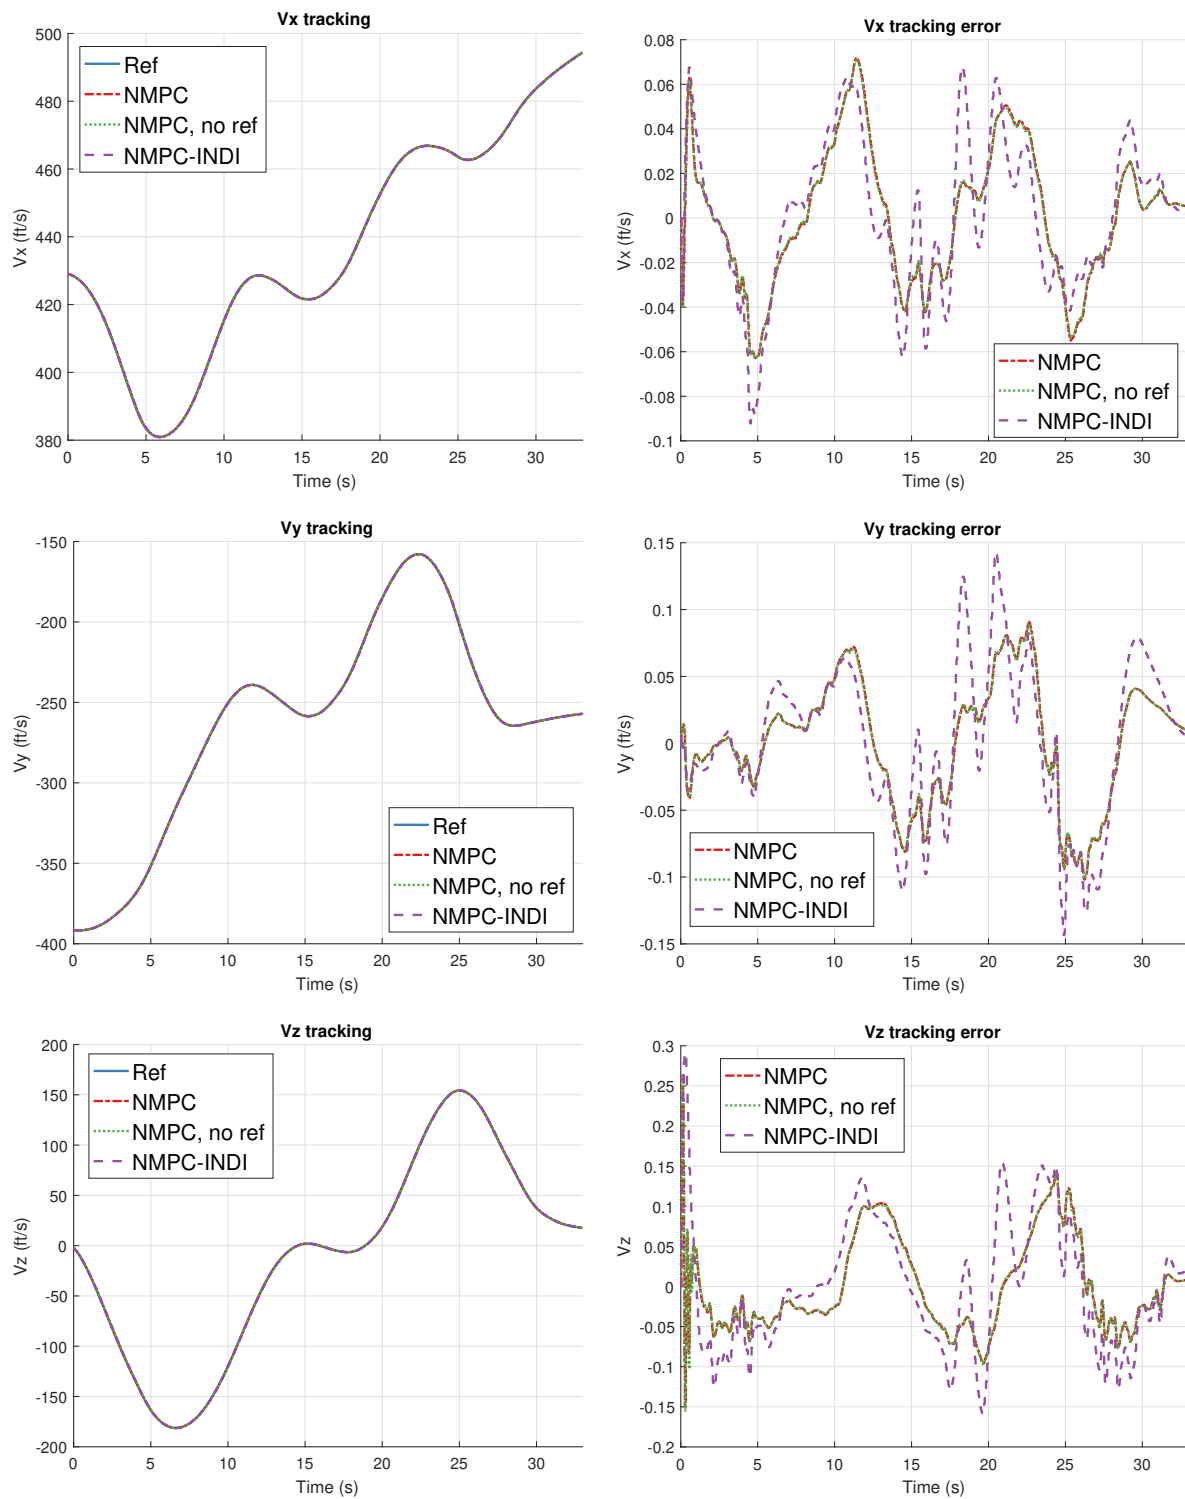 Vx tracking
500
480
460
440
420
400
380
0 5 10 15 20 25 30
Vx (ft/s)
Time (s)
Ref
NMPC
NMPC, no ref
NMPC-INDI
Vx tracking error
0.08
0.06
0.04
0.02
0
-0.02
-0.04
-0.06
-0.08
-0.1
0 5 10 15 20 25 30
Vx (ft/s)
Time (s)
NMPC
NMPC, no ref
NMPC-INDI
Vy tracking
-150
-200
-250
-300
-350
-400
0 5 10 15 20 25 30
Vy (ft/s)
Time (s)
Ref
NMPC
NMPC, no ref
NMPC-INDI
Vy tracking error
0.15
0.1
0.05
0
-0.05
-0.1
-0.15
0 5 10 15 20 25 30
Vy (ft/s)
Time (s)
NMPC
NMPC, no ref
NMPC-INDI
Vz tracking
200
150
100
50
0
-50
-100
-150
-200
0 5 10 15 20 25 30
Vz (ft/s)
Time (s)
Ref
NMPC
NMPC, no ref
NMPC-INDI
Vz tracking error
0.3
0.25
0.2
0.15
0.1
0.05
0
-0.05
-0.1
-0.15
-0.2
0 5 10 15 20 25 30
Vz
Time (s)
NMPC
NMPC, no ref
NMPC-INDI